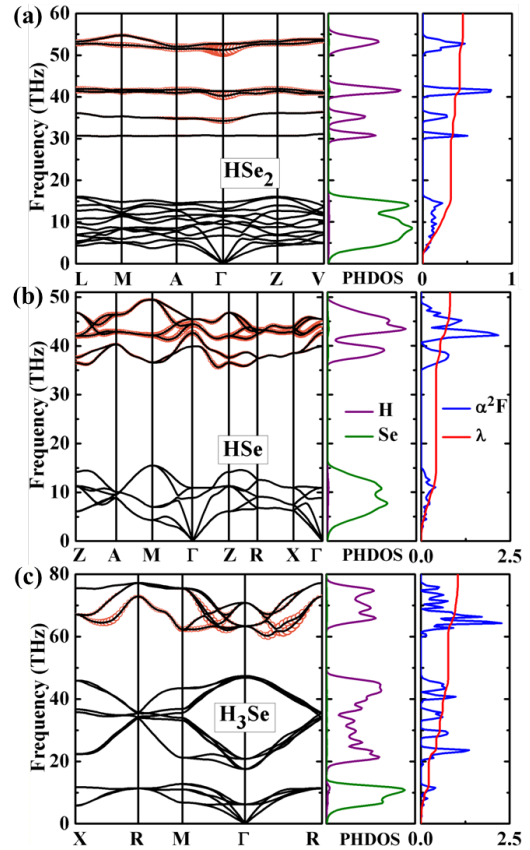 (a)
Frequency (THz)
60
50
40
30
20
10
0
HSe2
L M A Γ Z V
PHDOS
0 1
(b)
Frequency (THz)
50
40
30
20
10
0
HSe
H
Se
α²F
λ
Z A M Γ Z R X Γ
PHDOS
0.0 2.5
(c)
Frequency (THz)
80
60
40
20
0
H3Se
X R M Γ R
PHDOS
0.0 2.5